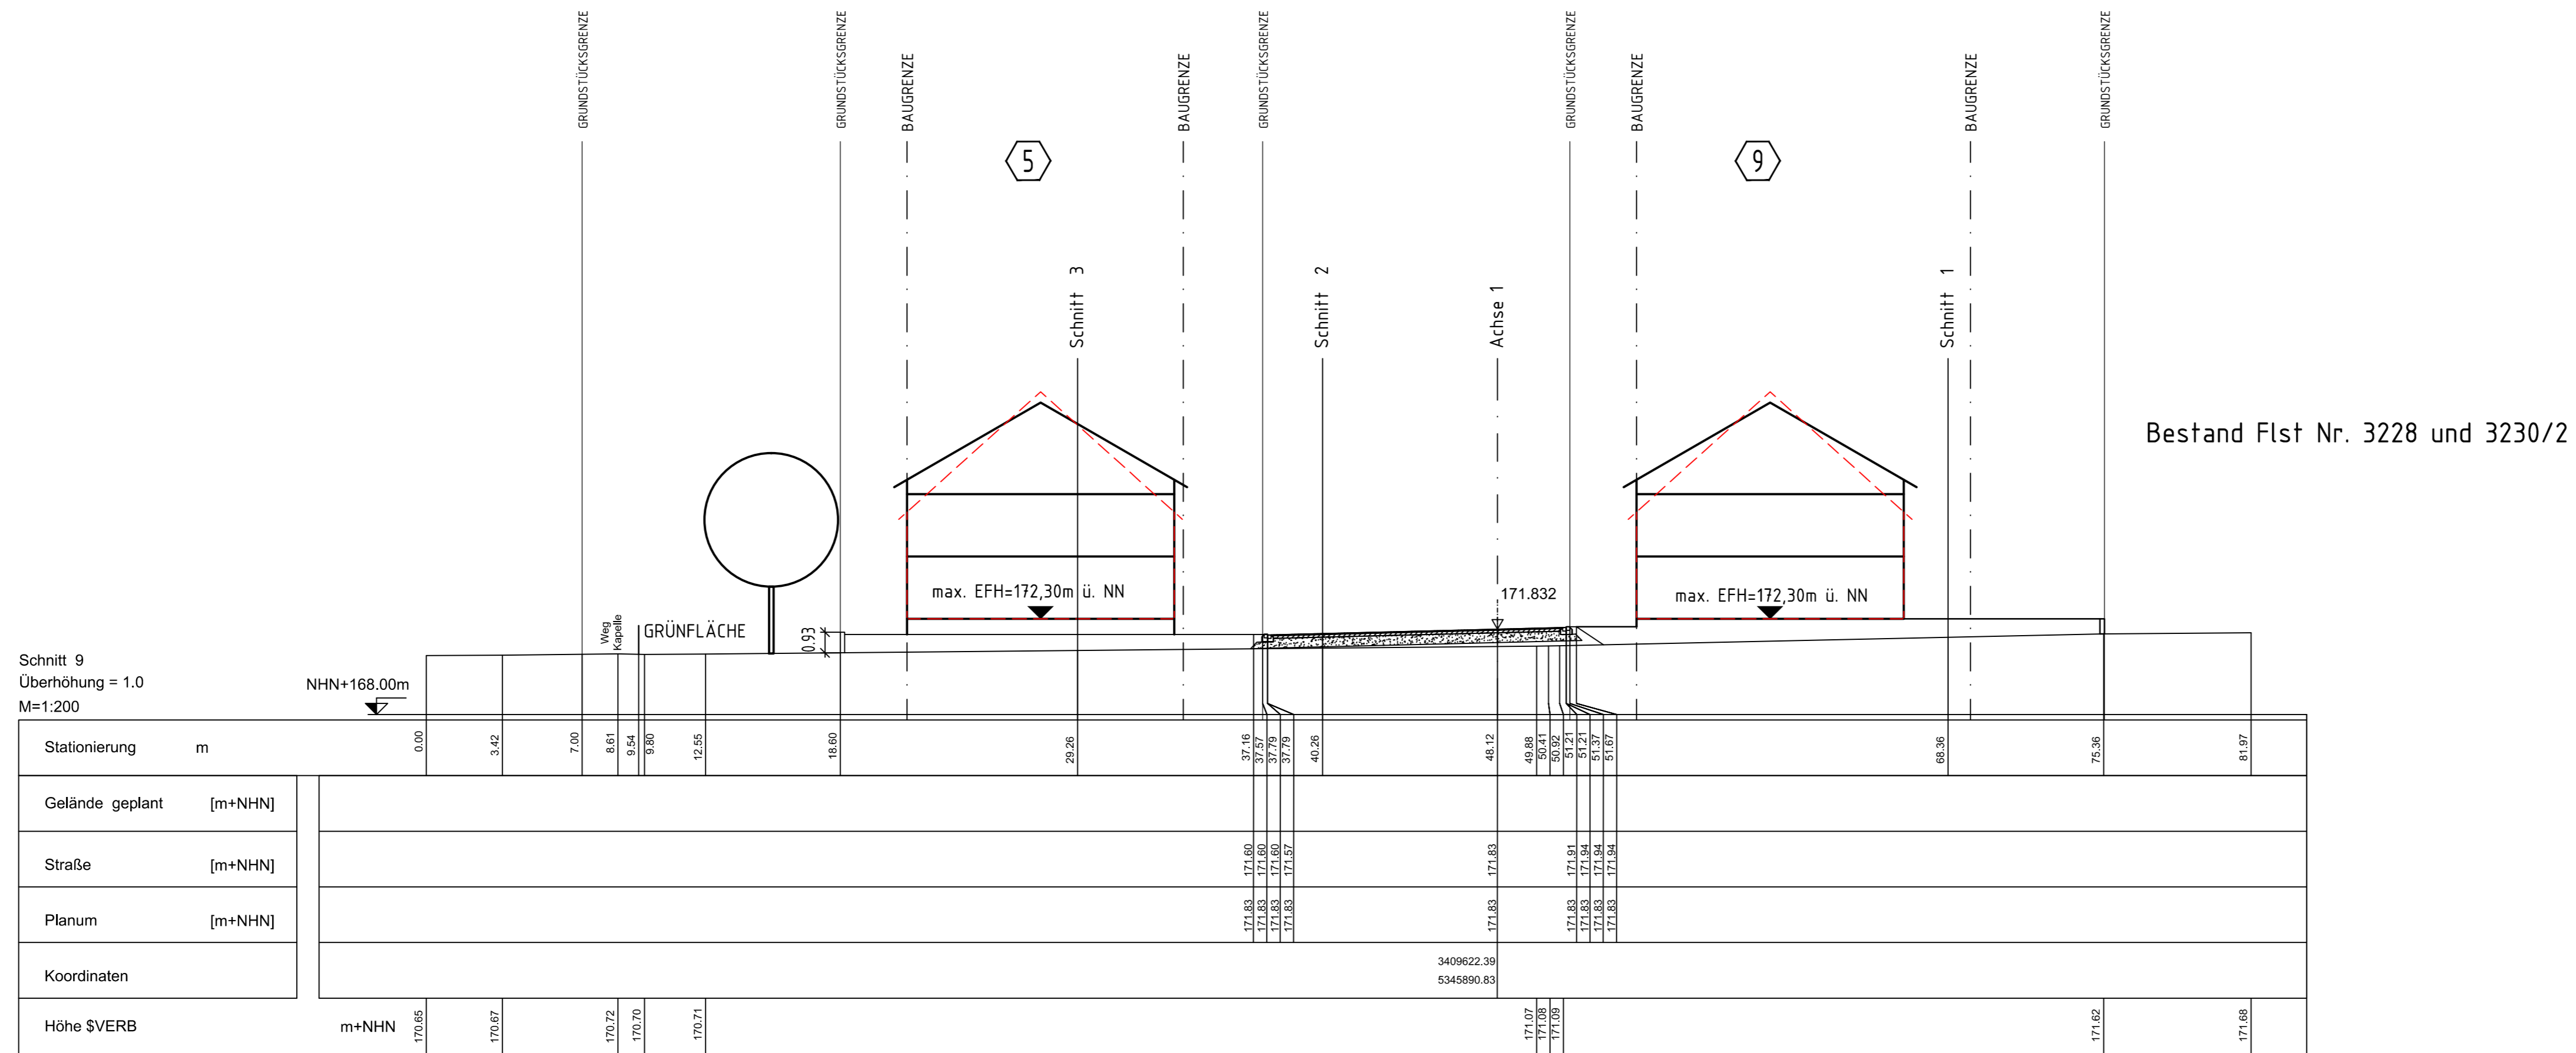 GRUNDSTÜCKSGRENZE
GRUNDSTÜCKSGRENZE
BAUGRENZE
BAUGRENZE
GRUNDSTÜCKSGRENZE
GRUNDSTÜCKSGRENZE
BAUGRENZE
BAUGRENZE
GRUNDSTÜCKSGRENZE
5
9
Schnitt 3
Schnitt 2
Achse 1
Schnitt 1
Bestand Flst Nr. 3228 und 3230/2
max. EFH=172,30m ü. NN
171.832
max. EFH=172,30m ü. NN
Weg
Kapelle
GRÜNFLÄCHE
0.93
Schnitt 9
Überhöhung = 1.0
M=1:200
NHN+168.00m
Stationierung m 0.00 3.42 7.00 8.61 9.54 9.80 12.55 18.60 29.26 37.16 37.57 37.79 37.79 40.26 48.12 49.88 50.41 50.92 51.21 51.21 51.37 51.67 68.36 75.36 81.97
Gelände geplant [m+NHN]
Straße [m+NHN] 171.60 171.60 171.60 171.57 171.83 171.91 171.94 171.94 171.94
Planum [m+NHN] 171.83 171.83 171.83 171.83 171.83 171.83 171.83 171.83 171.83
Koordinaten 3409622.39
5345890.83
Höhe $VERB m+NHN 170.65 170.67 170.72 170.70 170.71 171.07 171.08 171.09 171.62 171.68